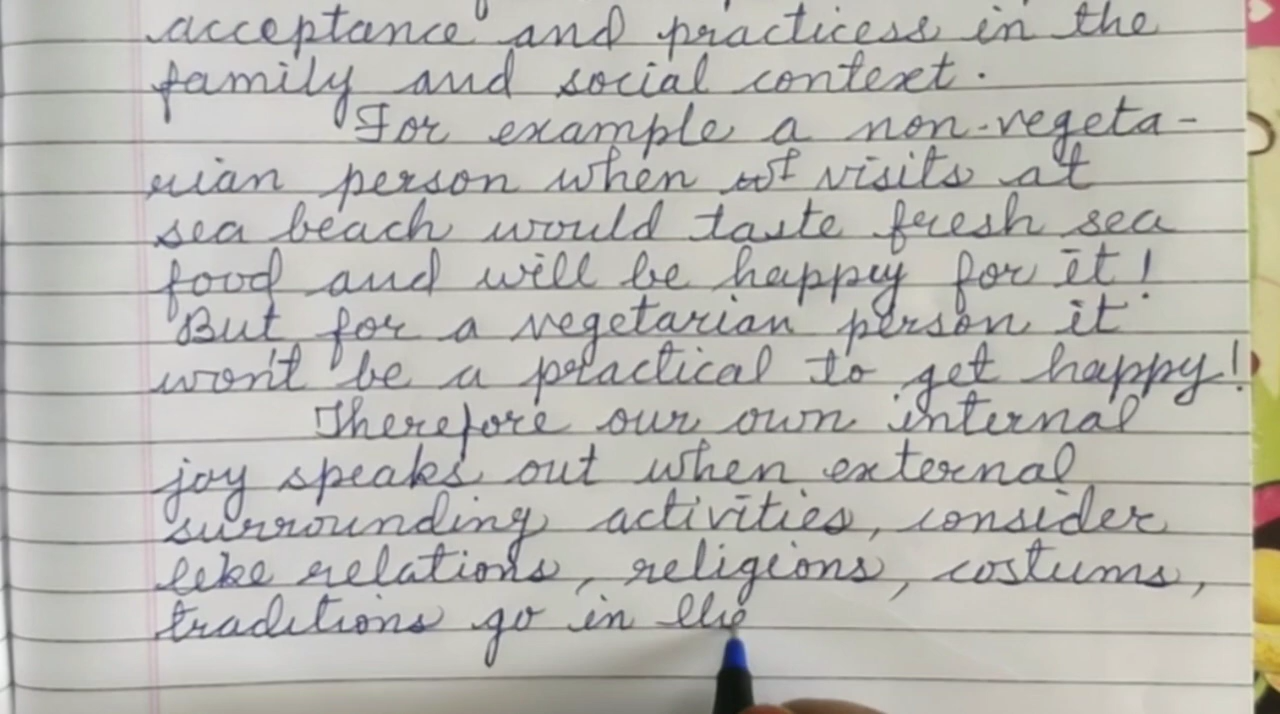 acceptance and practicess in the
family and social context.
For example a non-vegeta-
rian person when visits at
sea beach would taste fresh sea
food and will be happy for it!
But for a vegetarian person it
won't be a practical to get happy!
Therefore our own internal
joy speaks out when external
surrounding activities, consider
like relations, religions, costums,
traditions go in the